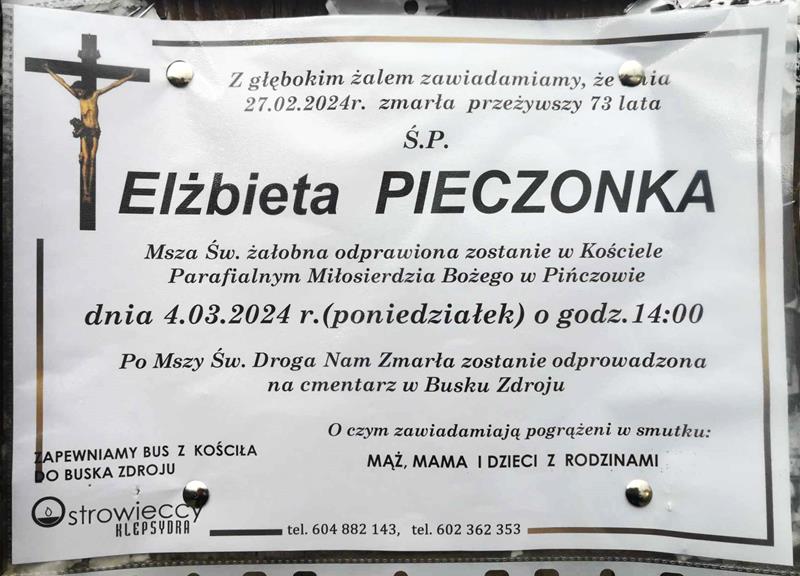 Z głębokim żalem zawiadamiamy, że dnia
27.02.2024r. zmarła przeżywszy 73 lata
Ś.P.
Elżbieta PIECZONKA
Msza Św. żałobna odprawiona zostanie w Kościele
Parafialnym Miłosierdzia Bożego w Pińczowie
dnia 4.03.2024 r.(poniedziałek) o godz.14:00
Po Mszy Św. Droga Nam Zmarła zostanie odprowadzona
na cmentarz w Busku Zdroju
O czym zawiadamiają pogrążeni w smutku:
MĄŻ, MAMA I DZIECI Z RODZINAMI
ZAPEWNIAMY BUS Z KOŚCIŁA
DO BUSKA ZDROJU
Ostrowieccy
KLEPSYDRA
tel. 604 882 143, tel. 602 362 353